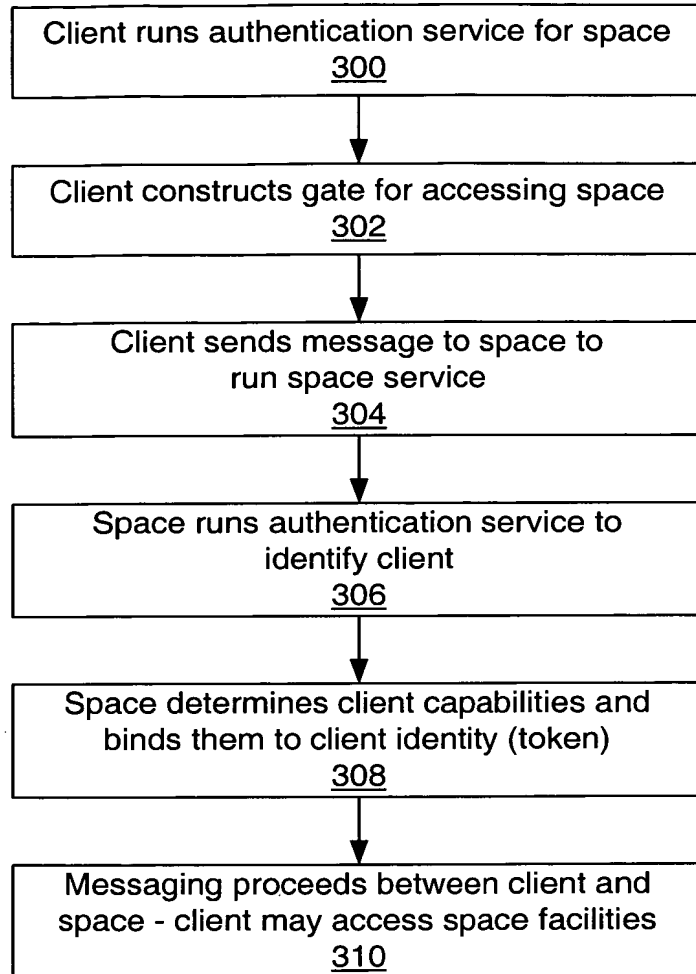 Client runs authentication service for space
300
Client constructs gate for accessing space
302
Client sends message to space to
run space service
304
Space runs authentication service to
identify client
306
Space determines client capabilities and
binds them to client identity (token)
308
Messaging proceeds between client and
space - client may access space facilities
310